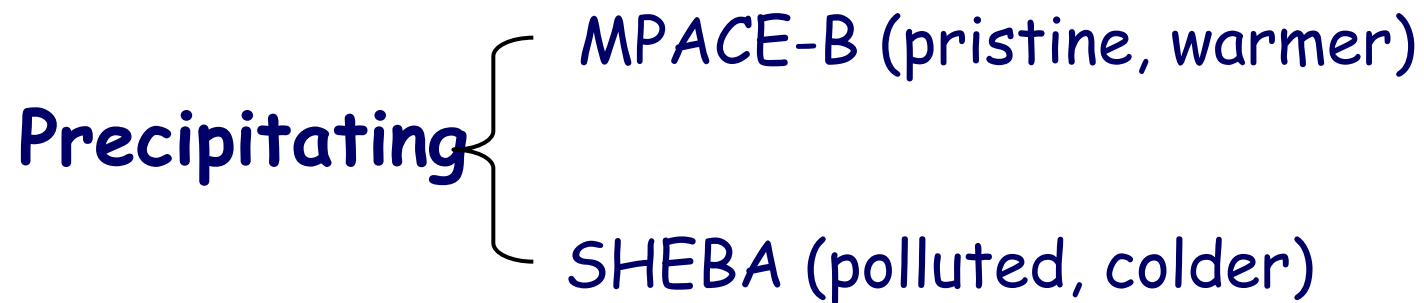 MPACE-B (pristine, warmer)
Precipitating
SHEBA (polluted, colder)